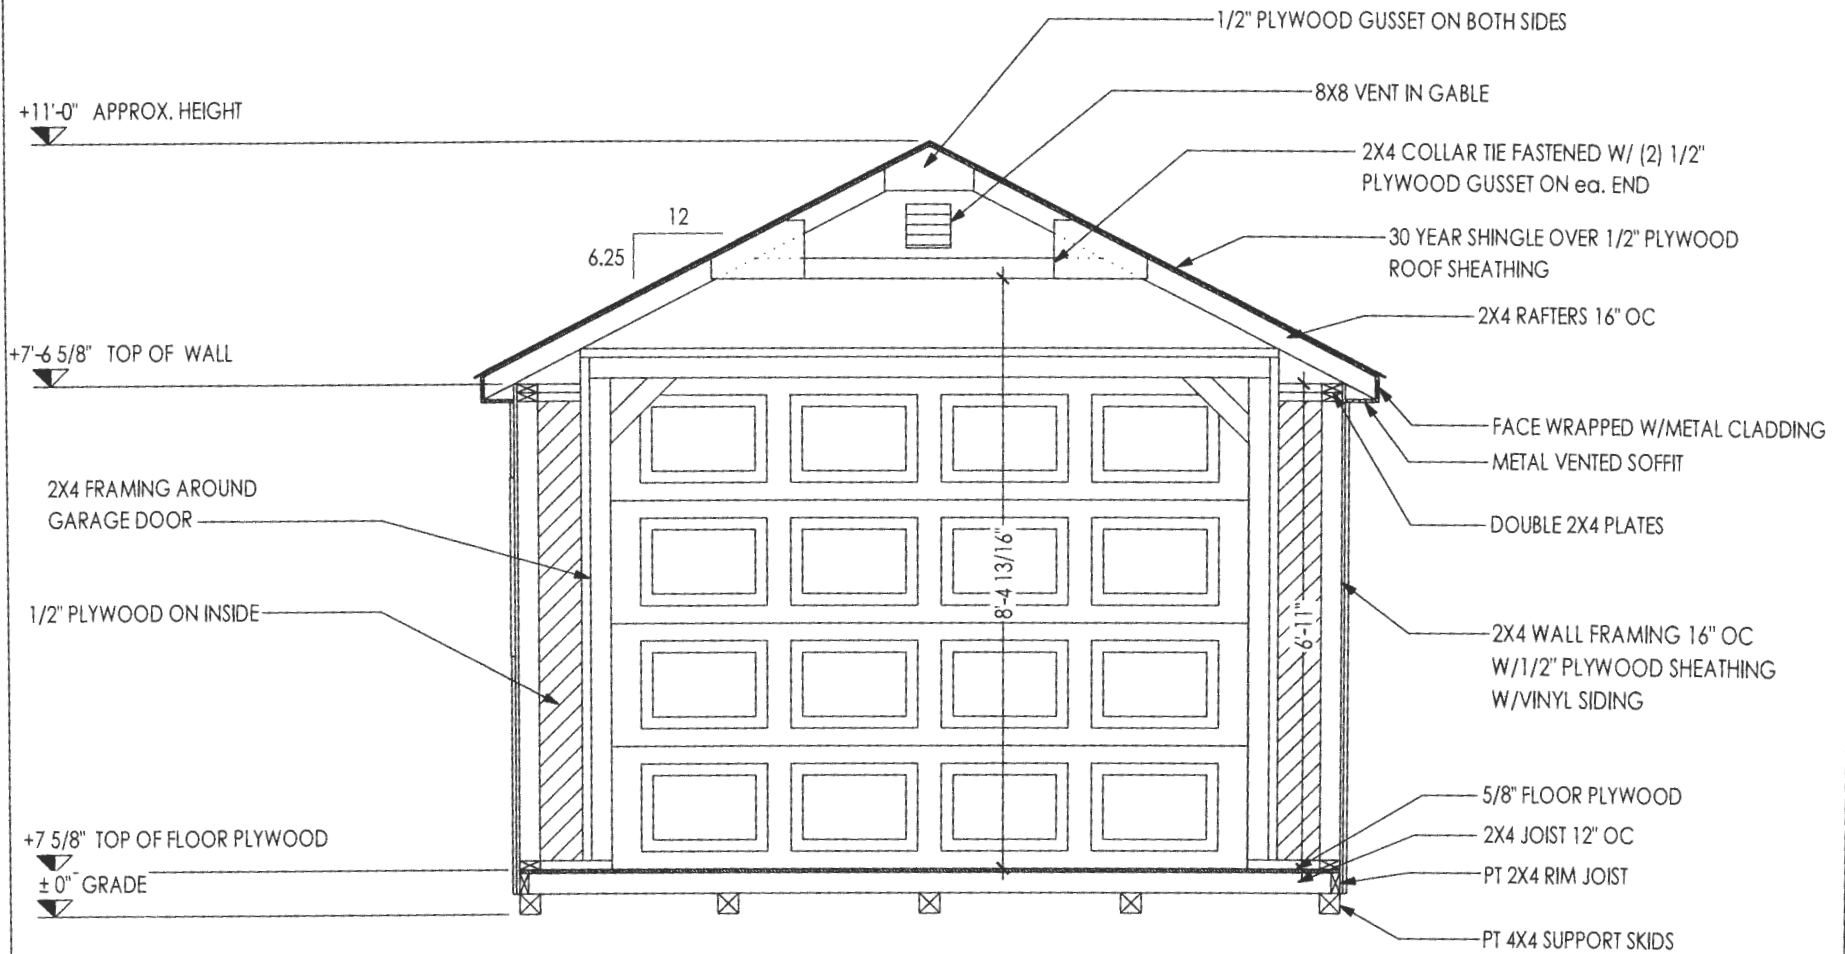 1/2" PLYWOOD GUSSET ON BOTH SIDES
8X8 VENT IN GABLE
+11'-0" APPROX. HEIGHT
2X4 COLLAR TIE FASTENED W/ (2) 1/2"
PLYWOOD GUSSET ON ea. END
12
6.25
30 YEAR SHINGLE OVER 1/2" PLYWOOD
ROOF SHEATHING
2X4 RAFTERS 16" OC
+7'-6 5/8" TOP OF WALL
FACE WRAPPED W/METAL CLADDING
METAL VENTED SOFFIT
2X4 FRAMING AROUND
GARAGE DOOR
DOUBLE 2X4 PLATES
8'-4 13/16"
6'-11"
1/2" PLYWOOD ON INSIDE
2X4 WALL FRAMING 16" OC
W/1/2" PLYWOOD SHEATHING
W/VINYL SIDING
5/8" FLOOR PLYWOOD
+7 5/8" TOP OF FLOOR PLYWOOD
2X4 JOIST 12" OC
± 0" GRADE
PT 2X4 RIM JOIST
PT 4X4 SUPPORT SKIDS